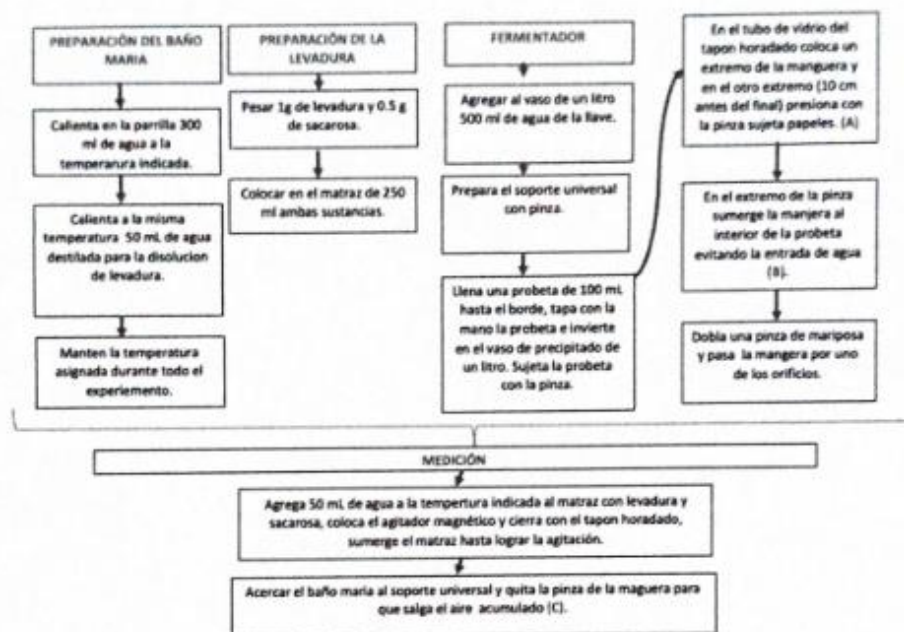 PREPARACIÓN DEL BAÑO
MARIA
Calienta en la parrilla 300
ml de agua a la
temperarura indicada.
Calienta a la misma
temperatura 50 mL de agua
destilada para la disolucion
de levadura.
Manten la temperatura
asignada durante todo el
experiemento.
PREPARACIÓN DE LA
LEVADURA
Pesar 1g de levadura y 0.5 g
de sacarosa.
Colocar en el matraz de 250
ml ambas sustancias.
FERMENTADOR
Agregar al vaso de un litro
500 ml de agua de la llave.
Prepara el soporte universal
con pinza.
Llena una probeta de 100 mL
hasta el borde, tapa con la
mano la probeta e invierte
en el vaso de precipitado de
un litro. Sujeta la probeta
con la pinza.
En el tubo de vidrio del
tapon horadado coloca un
extremo de la manguera y
en el otro extremo (10 cm
antes del final) presiona con
la pinza sujeta papeles. (A)
En el extremo de la pinza
sumerge la manjera al
interior de la probeta
evitando la entrada de agua
(B).
Dobla una pinza de mariposa
y pasa la mangera por uno
de los orificios.
MEDICIÓN
Agrega 50 mL de agua a la tempertura indicada al matraz con levadura y
sacarosa, coloca el agitador magnético y cierra con el tapon horadado,
sumerge el matraz hasta lograr la agitación.
Acercar el baño maria al soporte universal y quita la pinza de la maguera para
que salga el aire acumulado (C).